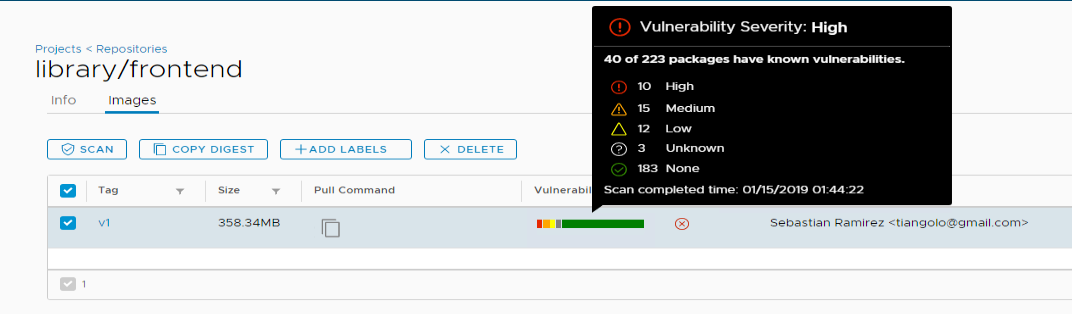 Projects < Repositories
library/frontend
Info Images
SCAN COPY DIGEST +ADD LABELS DELETE
Tag Size Pull Command
v1 358.34MB Sebastian Ramirez <tiangolo@gmail.com>
1
Vulnerability Severity: High
40 of 223 packages have known vulnerabilities.
10 High
15 Medium
12 Low
3 Unknown
183 None
Scan completed time: 01/15/2019 01:44:22